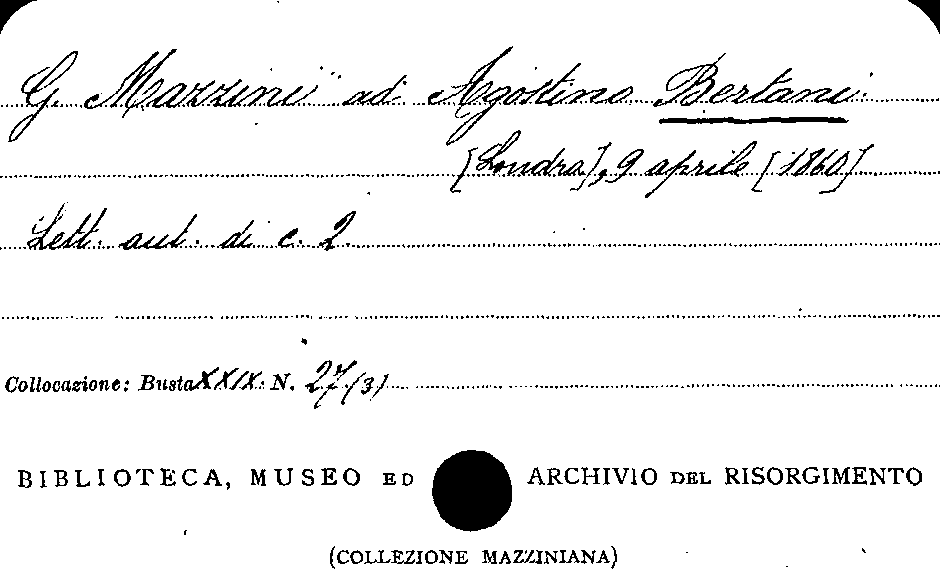 G. Mazzini ad Agostino Bertani.
[Londra], 9 aprile [1860]
Lett. aut. di c. 2.
Collocazione: Busta XXIX. N. 27(3)
BIBLIOTECA, MUSEO ED ARCHIVIO DEL RISORGIMENTO
(COLLEZIONE MAZZINIANA)